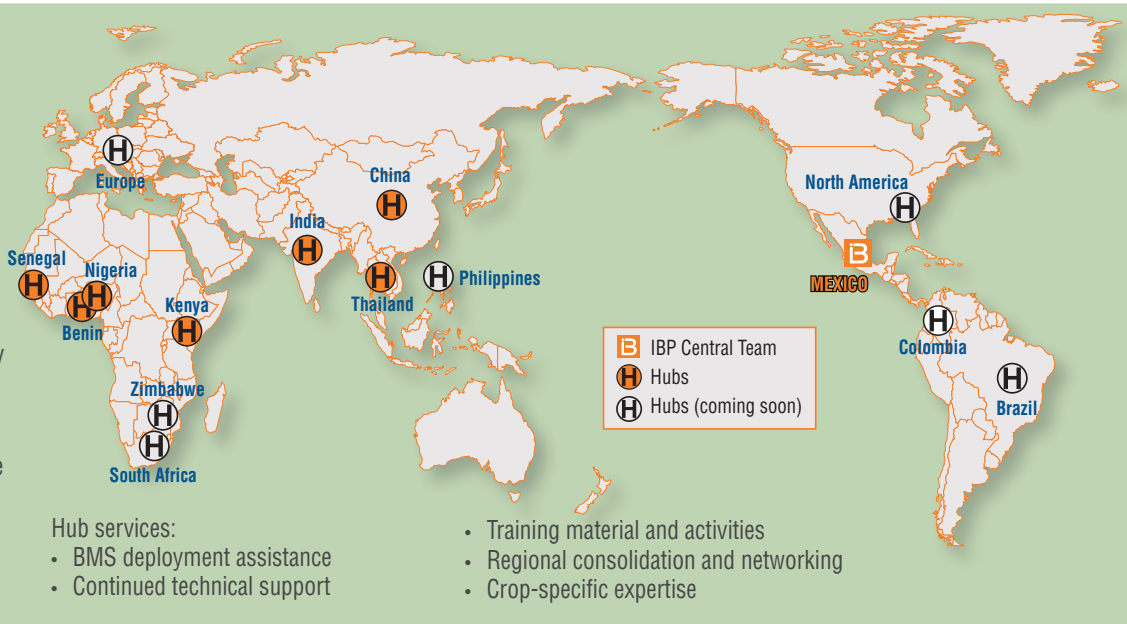 Europe
China
India
North America
Senegal
Nigeria
Philippines
MEXICO
Thailand
Kenya
Benin
Colombia
Zimbabwe
Brazil
South Africa
H
H
H
H
H
H
H
H
H
H
H
H
H
B
B IBP Central Team
H Hubs
H Hubs (coming soon)
y
e
Hub services:
• BMS deployment assistance
• Continued technical support
• Training material and activities
• Regional consolidation and networking
• Crop-specific expertise